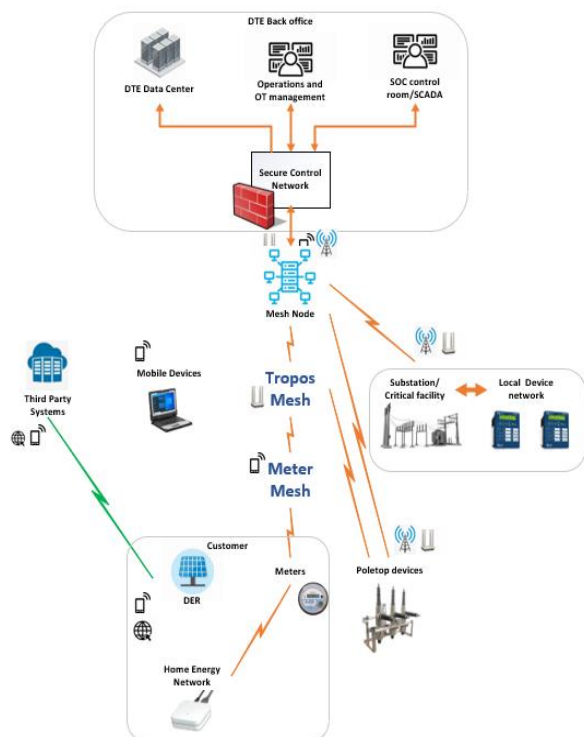 DTE Back office
DTE Data Center
Operations and
OT management
SOC control
room/SCADA
Secure Control
Network
Mesh Node
Third Party
Systems
Mobile Devices
Tropos
Mesh
Substation/
Critical facility
Local Device
network
Meter
Mesh
Customer
DER
Meters
Poletop devices
Home Energy
Network